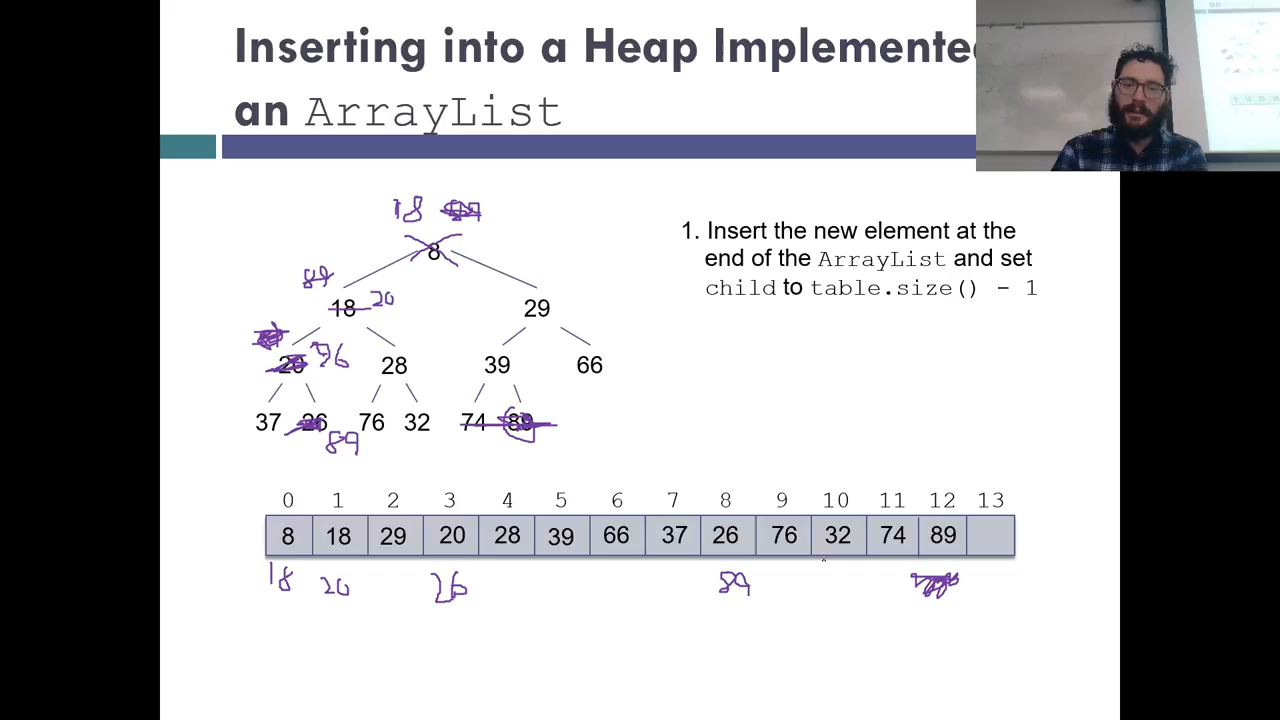 Inserting into a Heap Implemented
an ArrayList
1. Insert the new element at the
end of the ArrayList and set
child to table.size() - 1
18
8
89
18 20
29
20 26
28
39
66
37 26 76 32 74 89
89
0 1 2 3 4 5 6 7 8 9 10 11 12 13
8 18 29 20 28 39 66 37 26 76 32 74 89
18 20 26 89